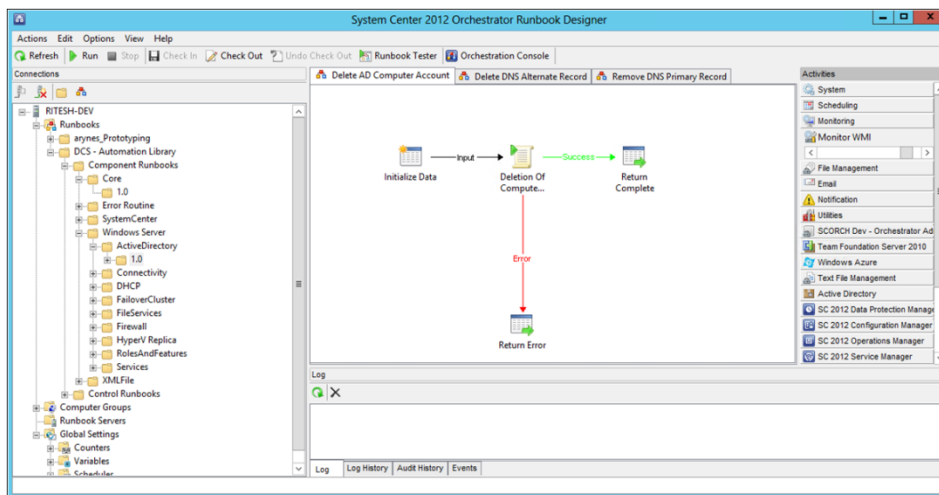 System Center 2012 Orchestrator Runbook Designer
Actions Edit Options View Help
Refresh Run Stop Check In Check Out Undo Check Out Runbook Tester Orchestration Console
Connections
RITESH-DEV
Runbooks
arynes_Prototyping
DCS - Automation Library
Component Runbooks
Core
1.0
Error Routine
SystemCenter
Windows Server
ActiveDirectory
1.0
Connectivity
DHCP
FailoverCluster
FileServices
Firewall
HyperV Replica
RolesAndFeatures
Services
XMLFile
Control Runbooks
Computer Groups
Runbook Servers
Global Settings
Counters
Variables
Schedules
Delete AD Computer Account Delete DNS Alternate Record Remove DNS Primary Record
Input Success
Initialize Data Deletion Of Return
Compute... Complete
Error
Return Error
Log
Log Log History Audit History Events
Activities
System
Scheduling
Monitoring
Monitor WMI
File Management
Email
Notification
Utilities
SCORCH Dev - Orchestrator Ad
Team Foundation Server 2010
Windows Azure
Text File Management
Active Directory
SC 2012 Data Protection Manage
SC 2012 Configuration Manager
SC 2012 Operations Manager
SC 2012 Service Manager